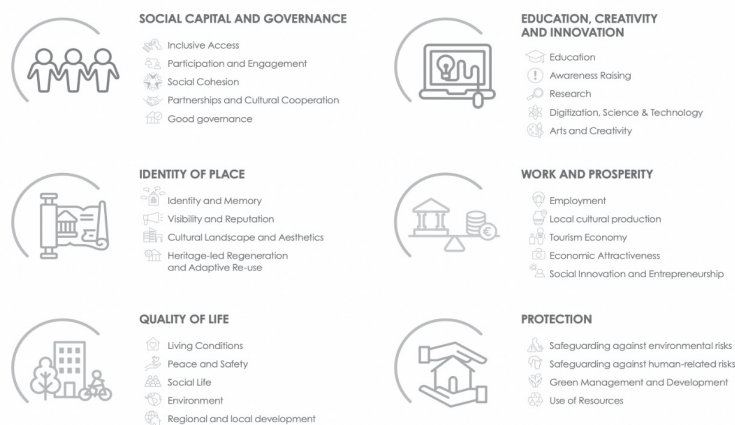 SOCIAL CAPITAL AND GOVERNANCE
Inclusive Access
Participation and Engagement
Social Cohesion
Partnerships and Cultural Cooperation
Good governance
EDUCATION, CREATIVITY
AND INNOVATION
Education
Awareness Raising
Research
Digitization, Science & Technology
Arts and Creativity
IDENTITY OF PLACE
Identity and Memory
Visibility and Reputation
Cultural Landscape and Aesthetics
Heritage-led Regeneration
and Adaptive Re-use
WORK AND PROSPERITY
Employment
Local cultural production
Tourism Economy
Economic Attractiveness
Social Innovation and Entrepreneurship
QUALITY OF LIFE
Living Conditions
Peace and Safety
Social Life
Environment
Regional and local development
PROTECTION
Safeguarding against environmental risks
Safeguarding against human-related risks
Green Management and Development
Use of Resources